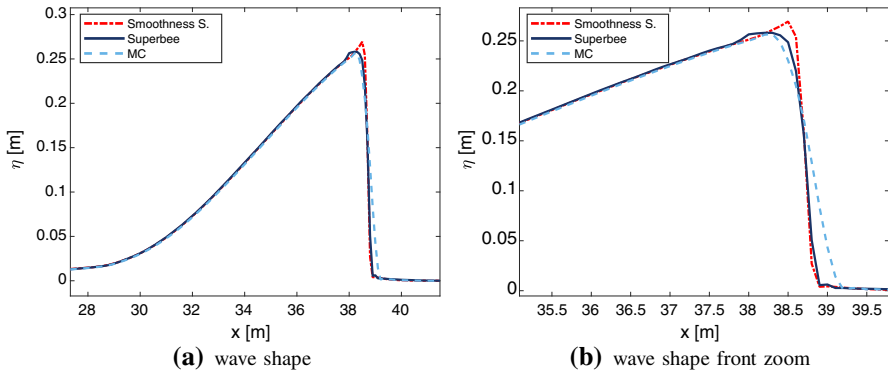 0.3
0.25
0.2
0.15
0.1
0.05
0
η [m]
Smoothness S.
Superbee
MC
28 30 32 34 36 38 40
x [m]
(a) wave shape
0.25
0.2
0.15
0.1
0.05
0
η [m]
Smoothness S.
Superbee
MC
35.5 36 36.5 37 37.5 38 38.5 39 39.5
x [m]
(b) wave shape front zoom